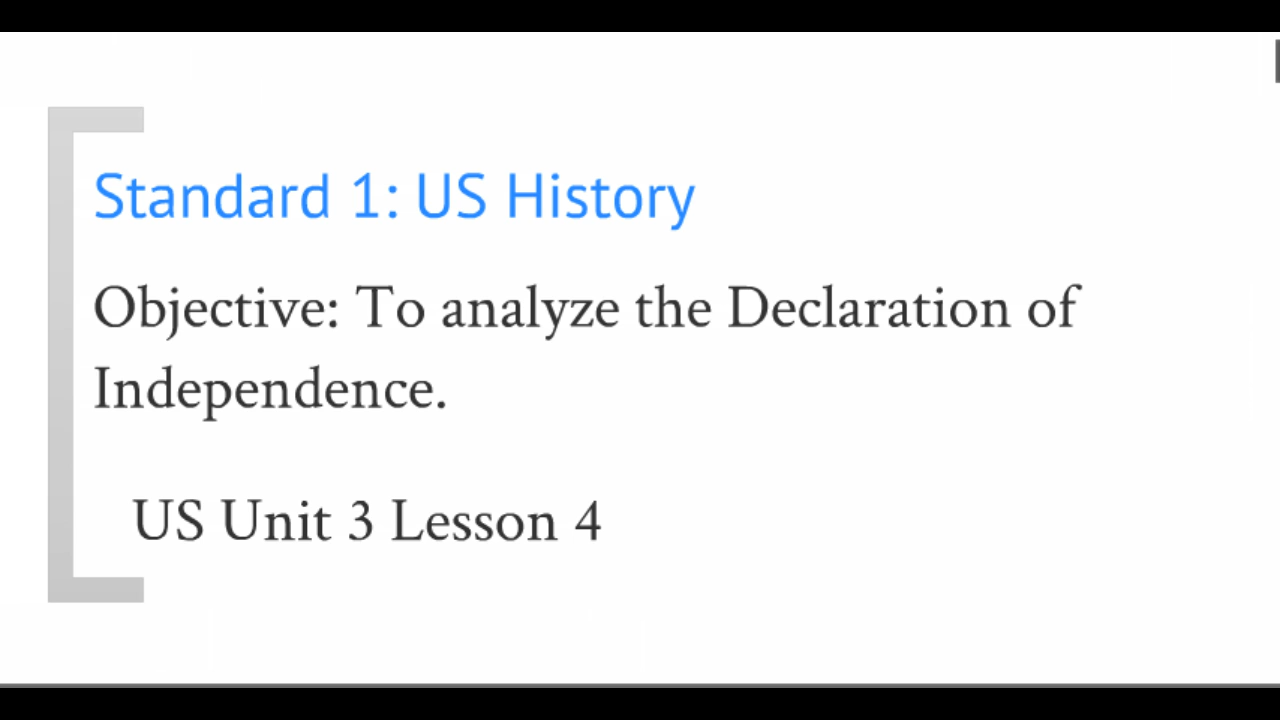 Standard 1: US History
Objective: To analyze the Declaration of
Independence.
US Unit 3 Lesson 4